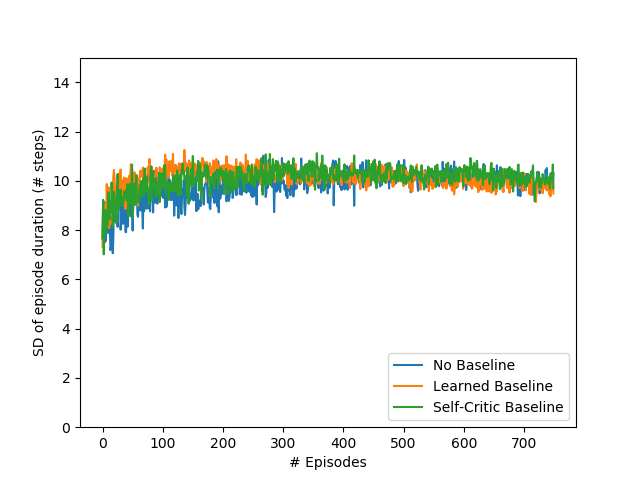 14
12
10
8
6
4
2
0
SD of episode duration (# steps)
No Baseline
Learned Baseline
Self-Critic Baseline
0 100 200 300 400 500 600 700
# Episodes